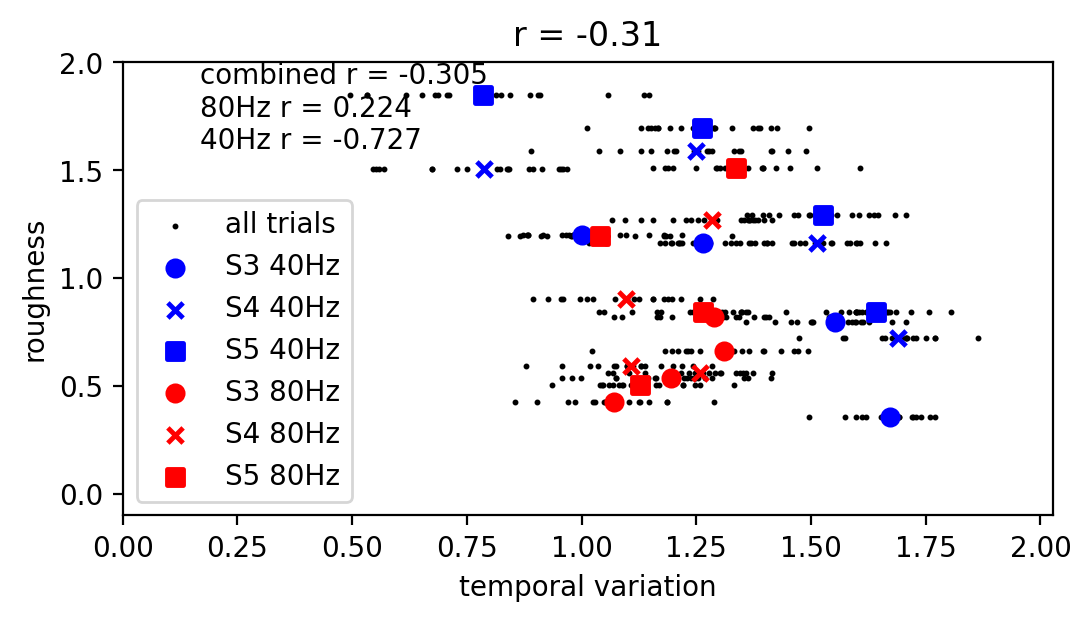 r = -0.31
combined r = -0.305
80Hz r = 0.224
40Hz r = -0.727
all trials
S3 40Hz
S4 40Hz
S5 40Hz
S3 80Hz
S4 80Hz
S5 80Hz
roughness
2.0
1.5
1.0
0.5
0.0
0.00 0.25 0.50 0.75 1.00 1.25 1.50 1.75 2.00
temporal variation